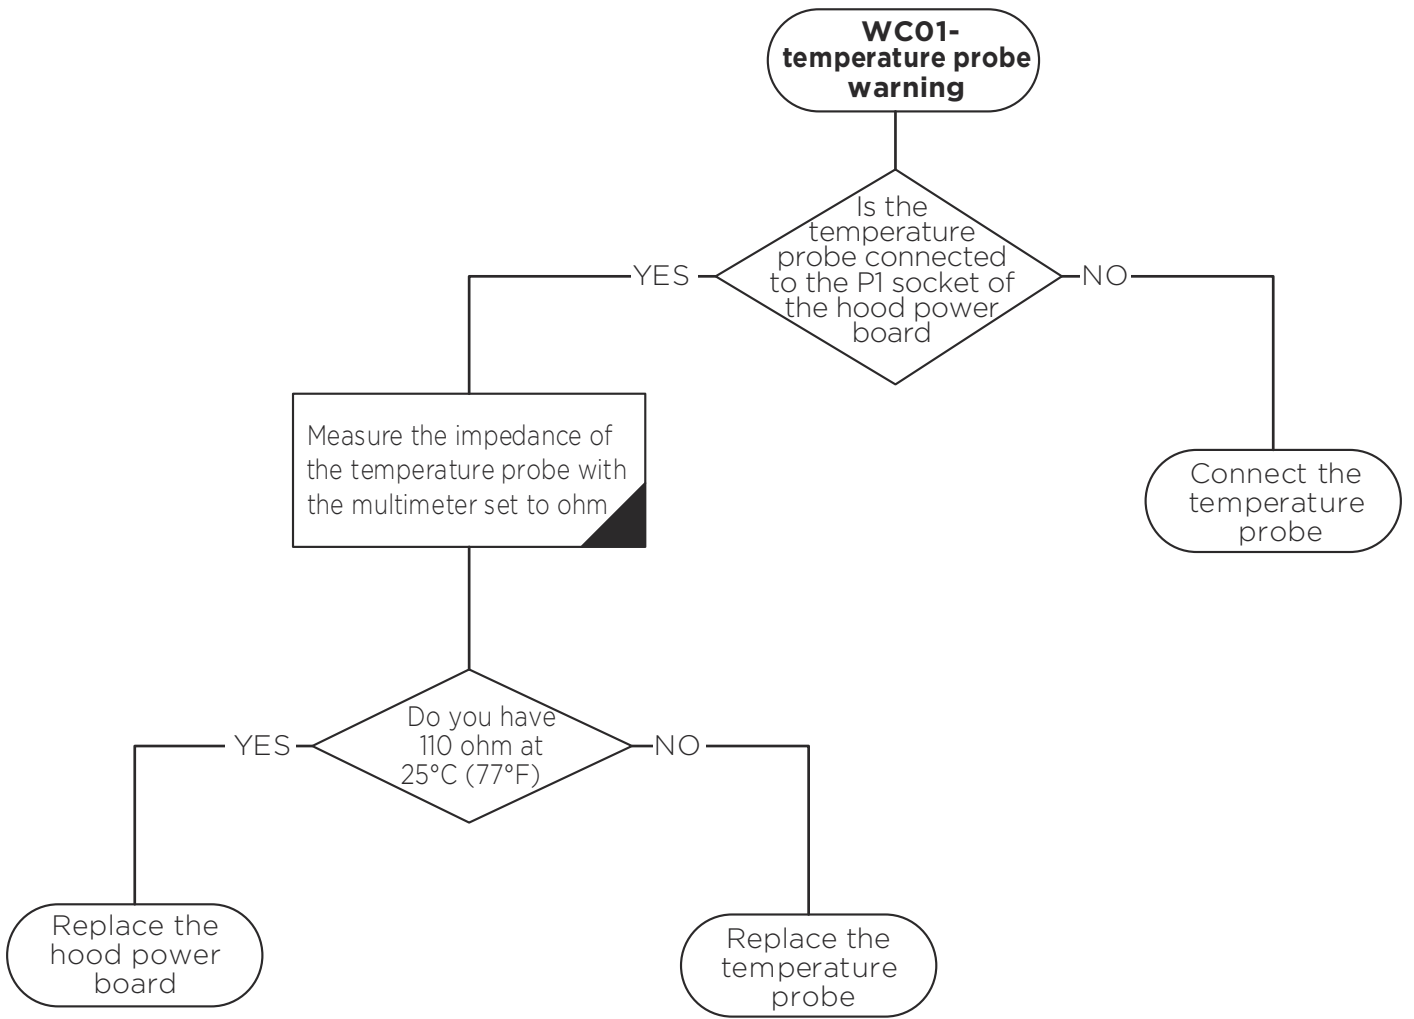 WC01-
temperature probe
warning
Is the
temperature
probe connected
to the P1 socket of
the hood power
board
YES
NO
Measure the impedance of
the temperature probe with
the multimeter set to ohm
Connect the
temperature
probe
Do you have
110 ohm at
25°C (77°F)
YES
NO
Replace the
hood power
board
Replace the
temperature
probe